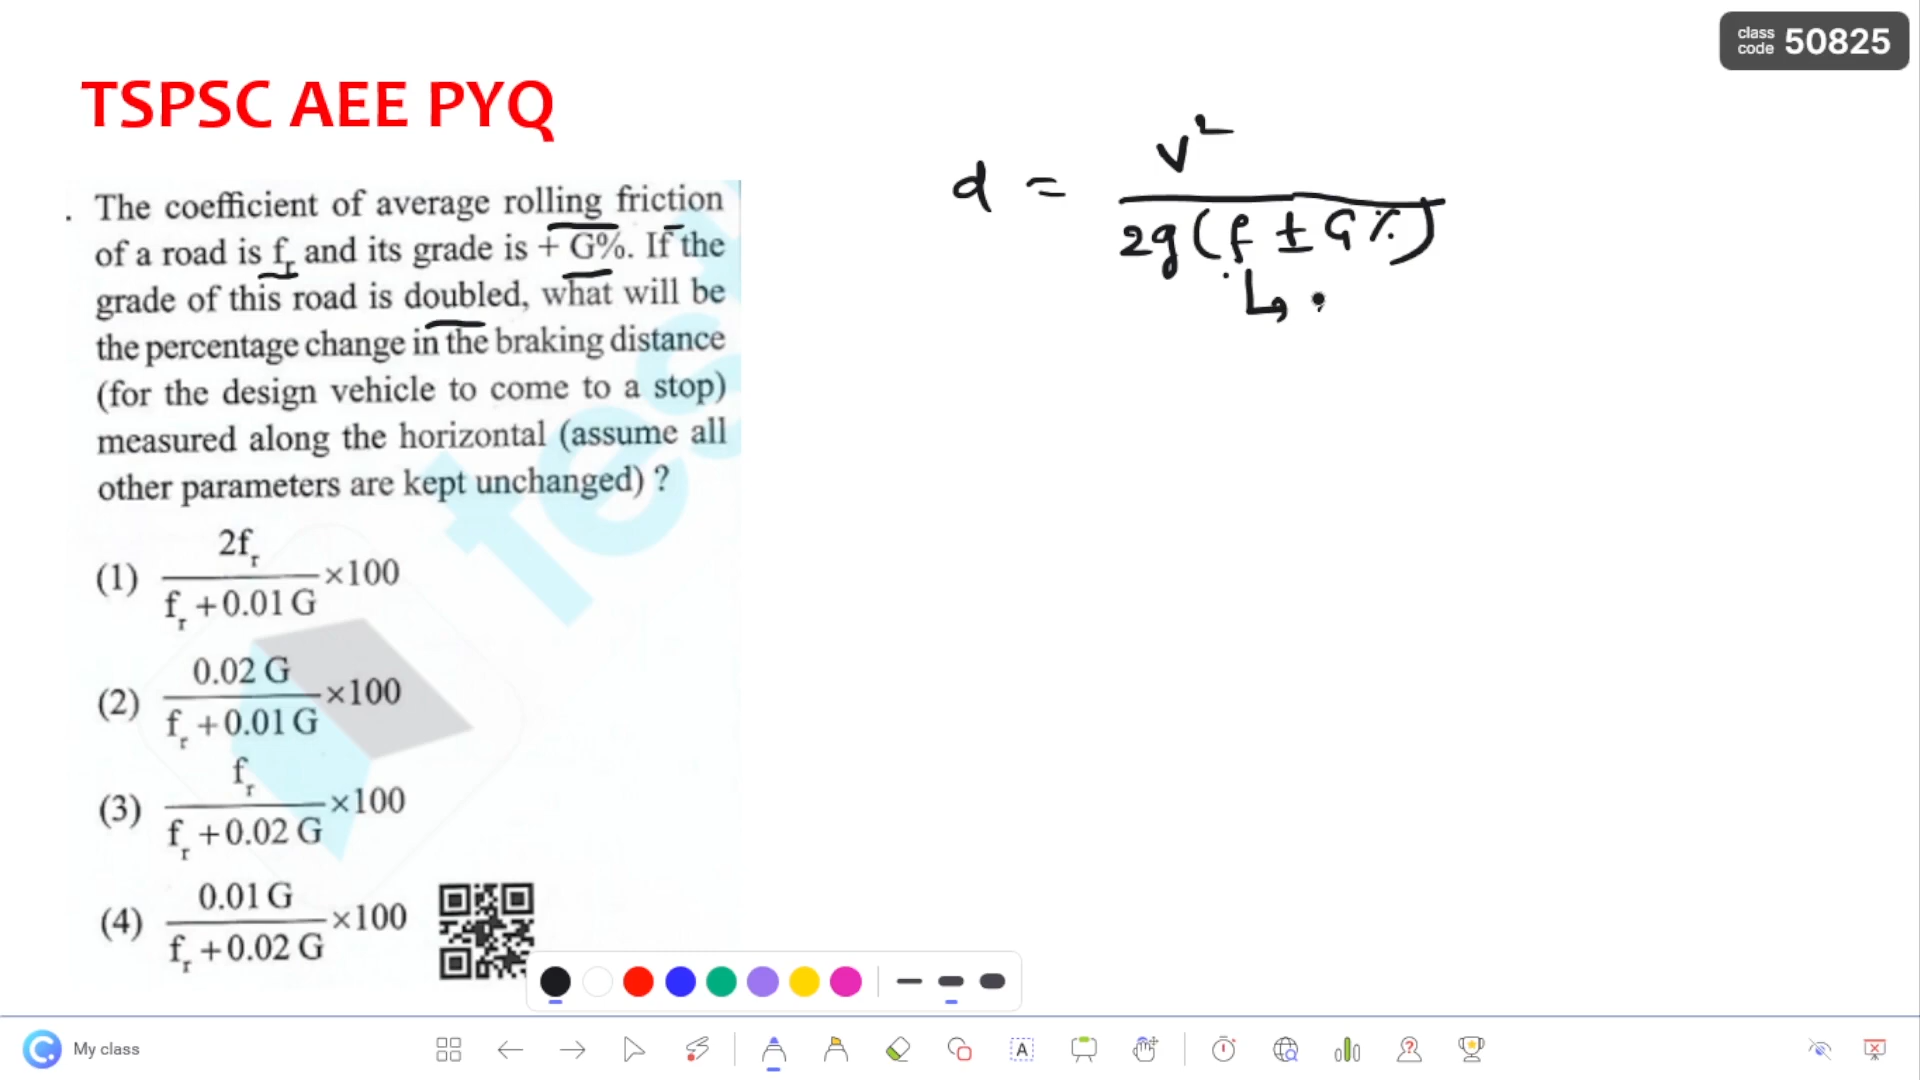 class code 50825
TSPSC AEE PYQ
. The coefficient of average rolling friction
of a road is fr and its grade is + G%. If the
grade of this road is doubled, what will be
the percentage change in the braking distance
(for the design vehicle to come to a stop)
measured along the horizontal (assume all
other parameters are kept unchanged) ?
(1) 2fr / fr +0.01 G ×100
(2) 0.02 G / fr +0.01 G ×100
(3) fr / fr +0.02 G ×100
(4) 0.01 G / fr +0.02 G ×100
d = v² / 2g(f ± G%)
A
My class